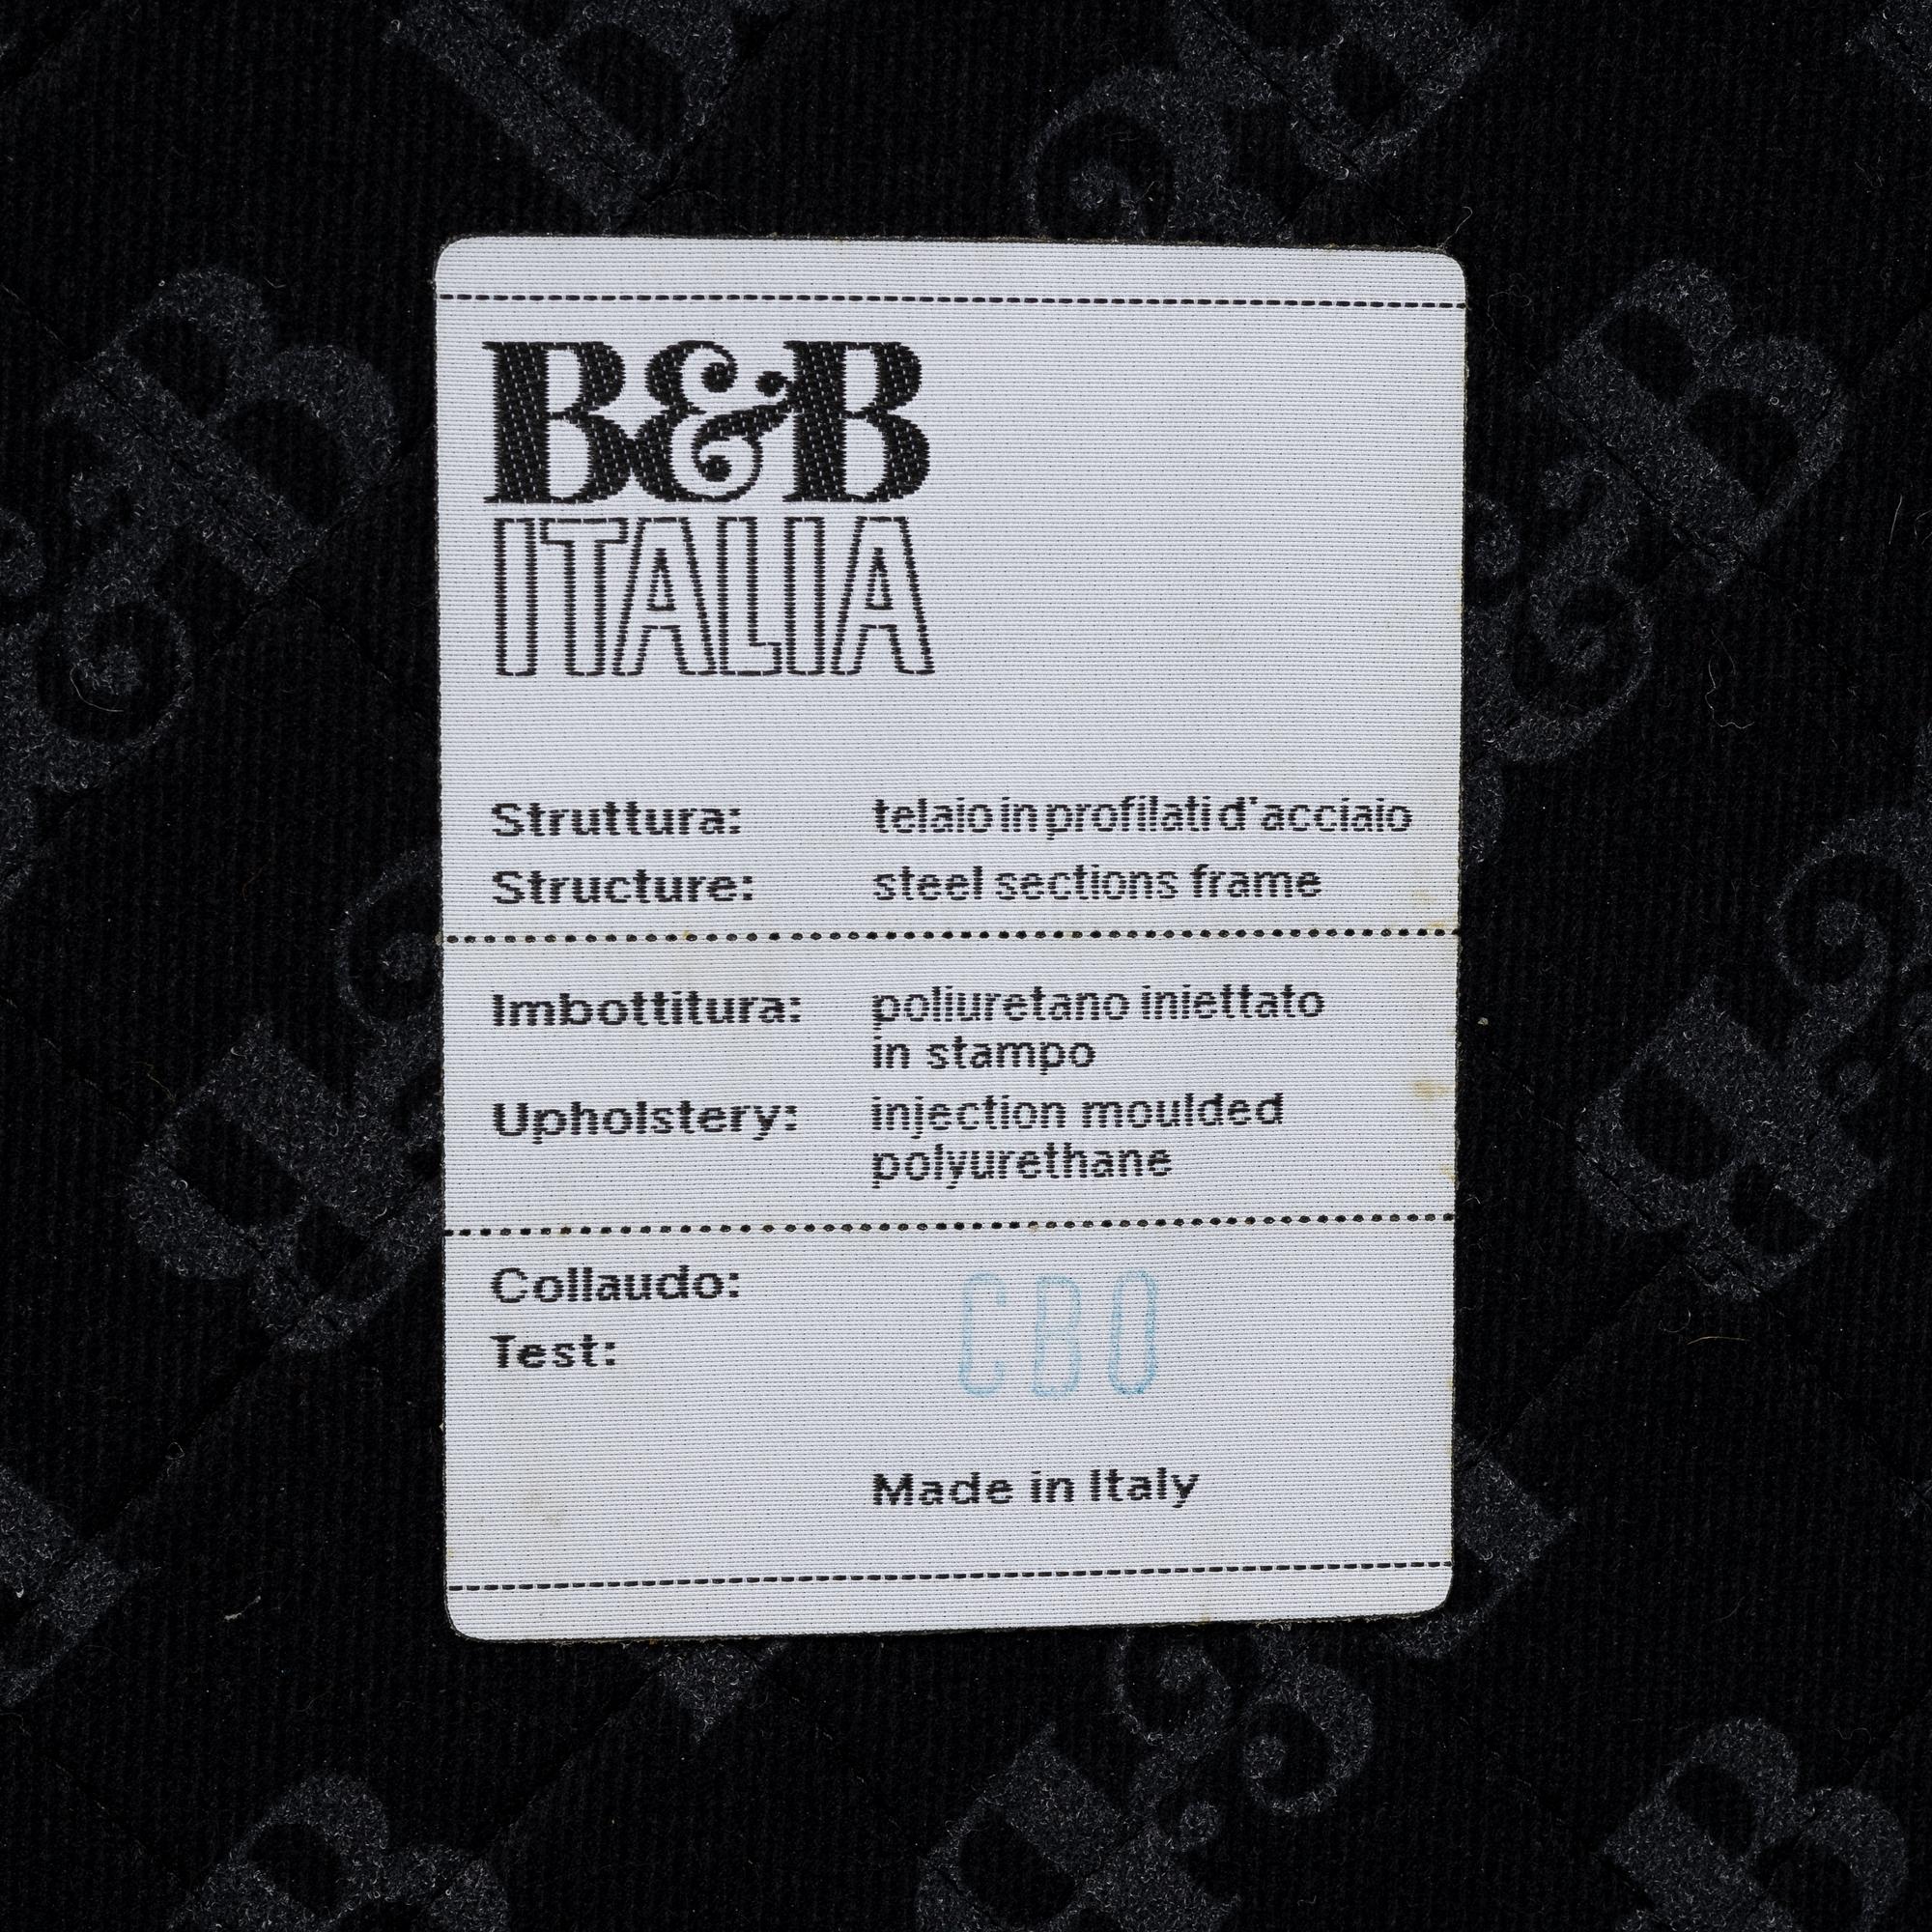 B&B
ITALIA
Struttura: telaio in profilati d'acciaio
Structure: steel sections frame
Imbottitura: poliuretano iniettato
in stampo
Upholstery: injection moulded
polyurethane
Collaudo:
Test:
CBO
Made in Italy